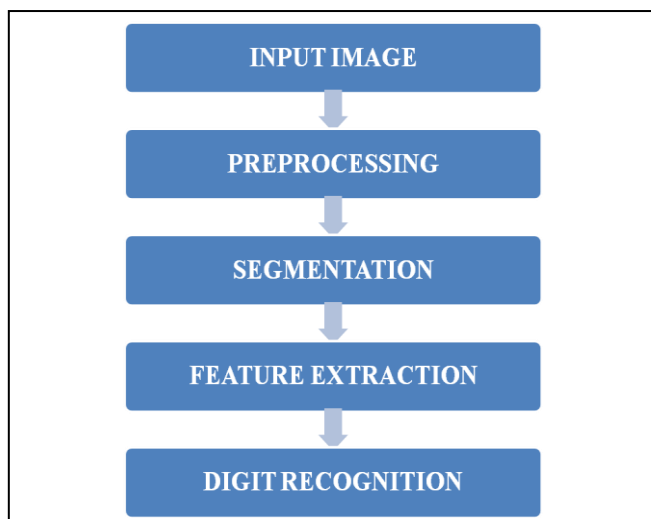 INPUT IMAGE
PREPROCESSING
SEGMENTATION
FEATURE EXTRACTION
DIGIT RECOGNITION